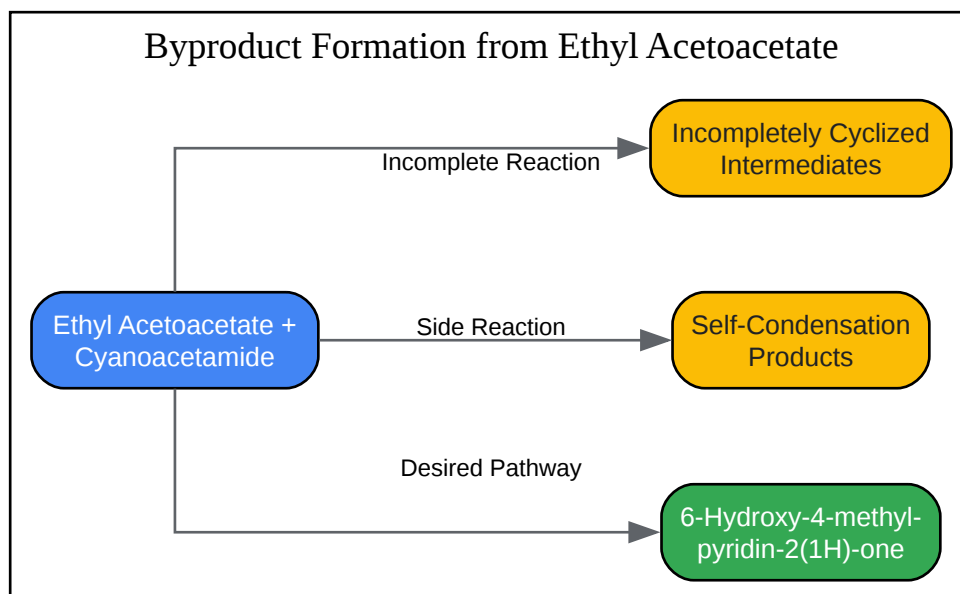 Byproduct Formation from Ethyl Acetoacetate
Incompletely Cyclized
Intermediates
Incomplete Reaction
Ethyl Acetoacetate +
Cyanoacetamide
Side Reaction
Self-Condensation
Products
Desired Pathway
6-Hydroxy-4-methyl-
pyridin-2(1H)-one